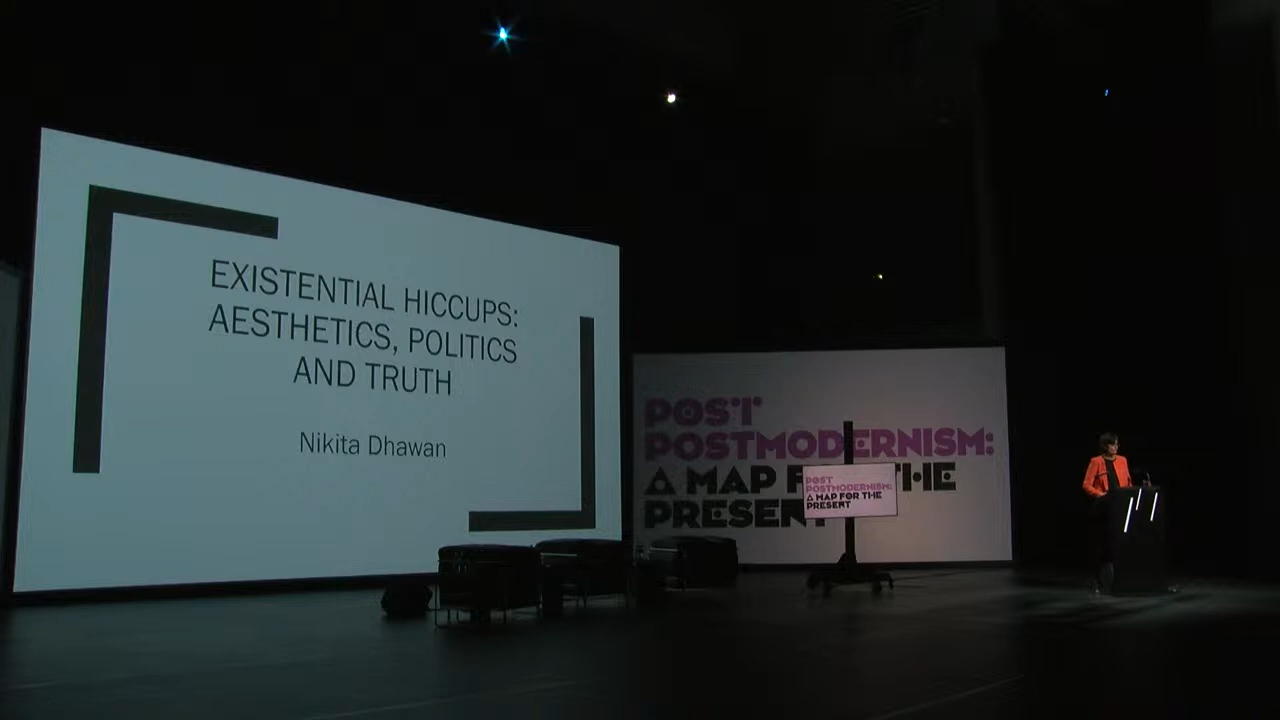 EXISTENTIAL HICCUPS:
AESTHETICS, POLITICS
AND TRUTH
Nikita Dhawan
POST
POSTMODERNISM:
A MAP F THE
PRESENT
POST
POSTMODERNISM:
A MAP FOR THE
PRESENT